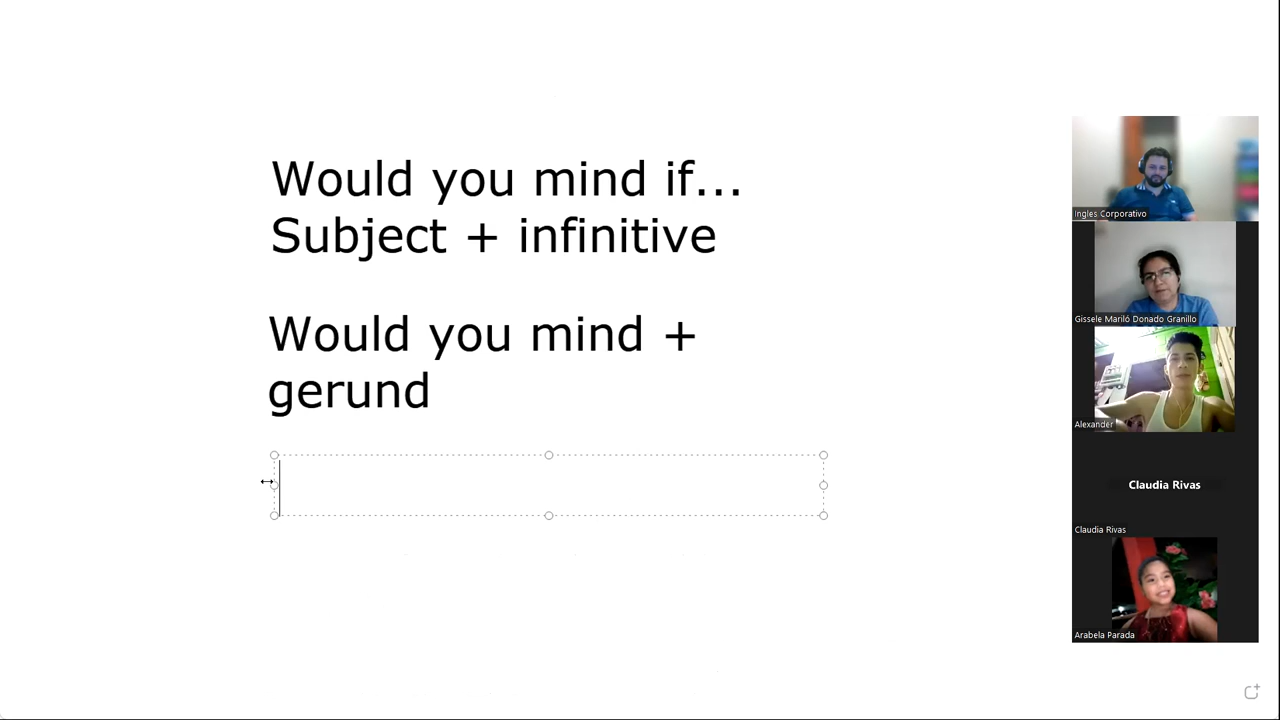 Would you mind if...
Subject + infinitive
Would you mind +
gerund
Ingles Corporativo
Gissele Mariló Donado Granillo
Alexander
Claudia Rivas
Claudia Rivas
Arabela Parada